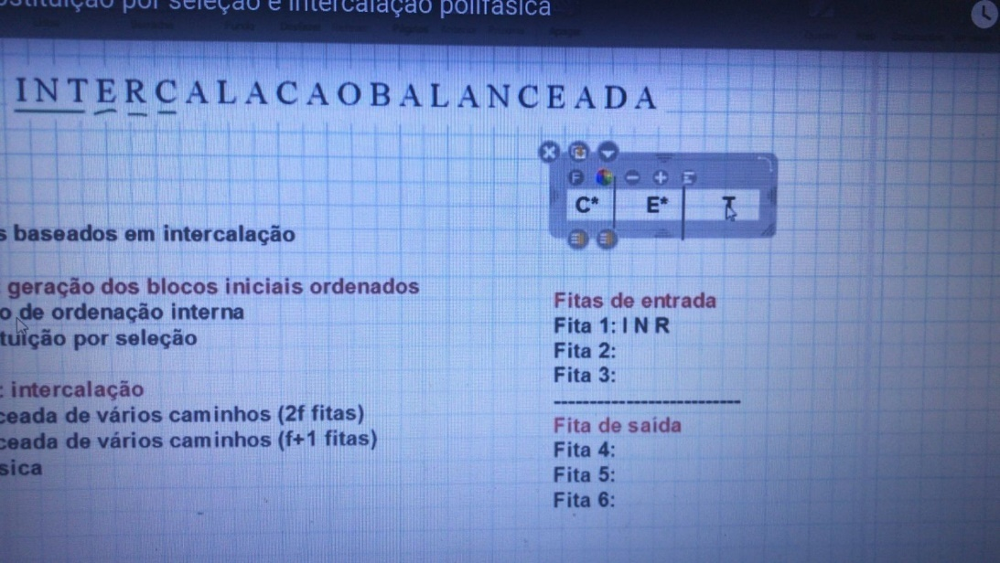 stituição por seleção e intercalação polifásica
I N T E R C A L A C A O B A L A N C E A D A
F
C* E* T
s baseados em intercalação
geração dos blocos iniciais ordenados
o de ordenação interna
tuição por seleção
: intercalação
ceada de vários caminhos (2f fitas)
ceada de vários caminhos (f+1 fitas)
sica
Fitas de entrada
Fita 1: I N R
Fita 2:
Fita 3:
--------------------------
Fita de saída
Fita 4:
Fita 5:
Fita 6: